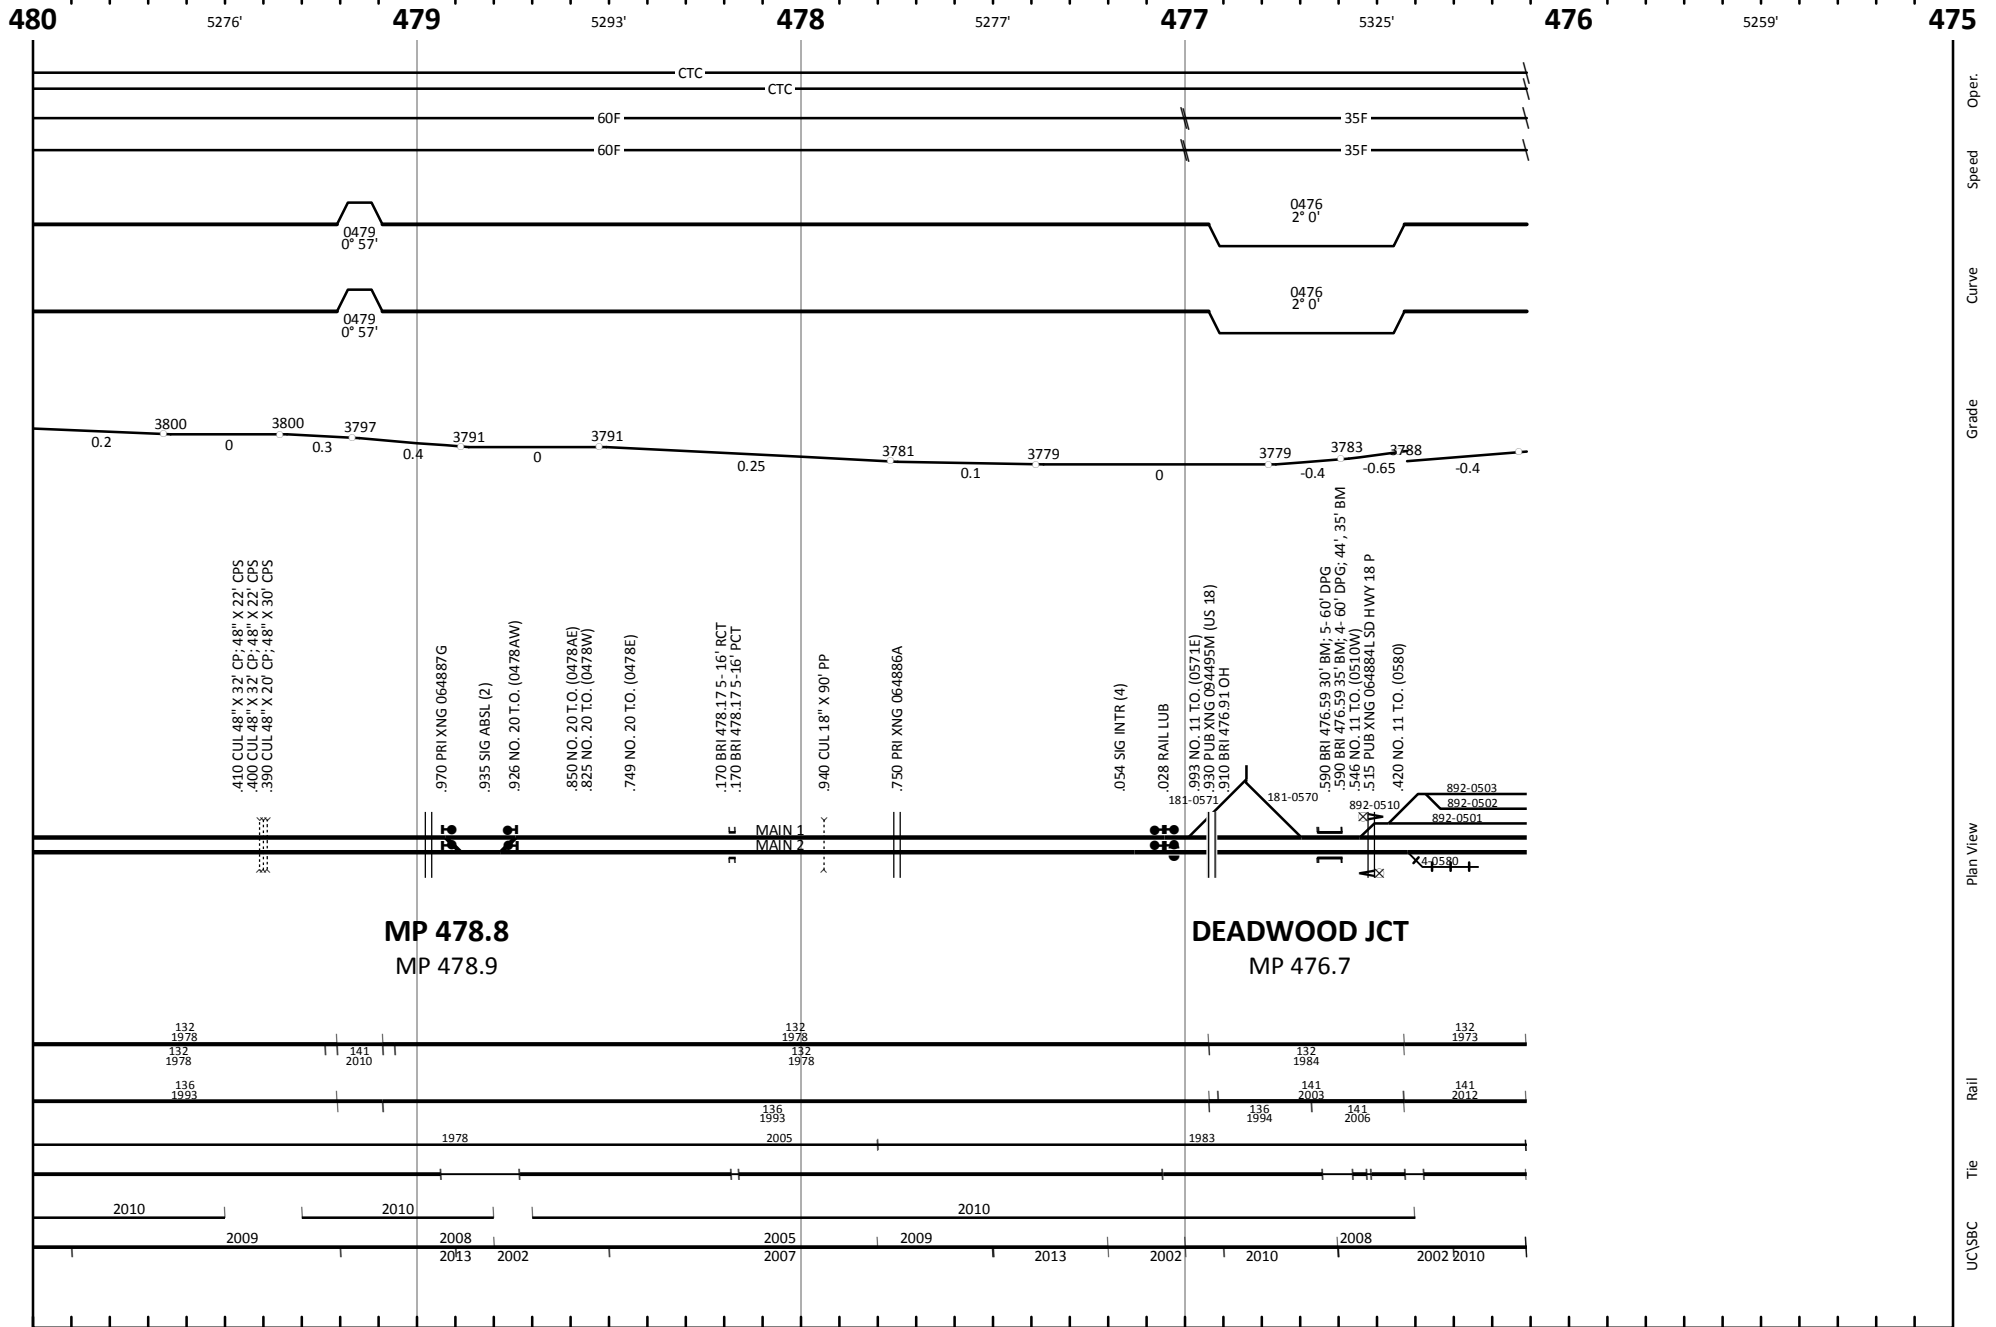 480 5276' 479 5293' 478 5277' 477 5325' 476 5259' 475
CTC
CTC
Oper.
60F 35F
60F 35F
Speed
0479
0° 57'
0476
2° 0'
0479
0° 57'
0476
2° 0'
Curve
3800 3800 3797 3791 3791 3781 3779 3779 3783 3788
0.2 0 0.3 0.4 0 0.25 0.1 0 -0.4 -0.65 -0.4
Grade
.410 CUL 48" X 32' CP; 48" X 22' CPS
.400 CUL 48" X 32' CP; 48" X 22' CPS
.390 CUL 48" X 20' CP; 48" X 30' CPS
.970 PRI XNG 064887G
.935 SIG ABSL (2)
.926 NO. 20 T.O. (0478AW)
.850 NO. 20 T.O. (0478AE)
.825 NO. 20 T.O. (0478W)
.749 NO. 20 T.O. (0478E)
.170 BRI 478.17 5-16' RCT
.170 BRI 478.17 5-16' PCT
.940 CUL 18" X 90' PP
.750 PRI XNG 064886A
.054 SIG INTR (4)
.028 RAIL LUB
.993 NO. 11 T.O. (0571E)
.930 PUB XNG 094495M (US 18)
.910 BRI 476.91 OH
.590 BRI 476.59 30' BM; 5- 60' DPG
.590 BRI 476.59 35' BM; 4- 60' DPG; 44', 35' BM
.546 NO. 11 T.O. (0510W)
.515 PUB XNG 064884L SD HWY 18 P
.420 NO. 11 T.O. (0580)
181-0571 181-0570 892-0510
892-0503
892-0502
892-0501
MAIN 1
MAIN 2
4-0580
Plan View
MP 478.8 DEADWOOD JCT
MP 478.9 MP 476.7
132
1978
132
1978
132
1973
132
1978
141
2010
132
1978
132
1984
136
1993
141
2003
141
2012
136
1993
136
1994
141
2006
Rail
1978 2005 1983
Tie
2010 2010 2010
2009 2008 2005 2009 2008
2013 2002 2007 2013 2002 2010 2002 2010
UC\SBC